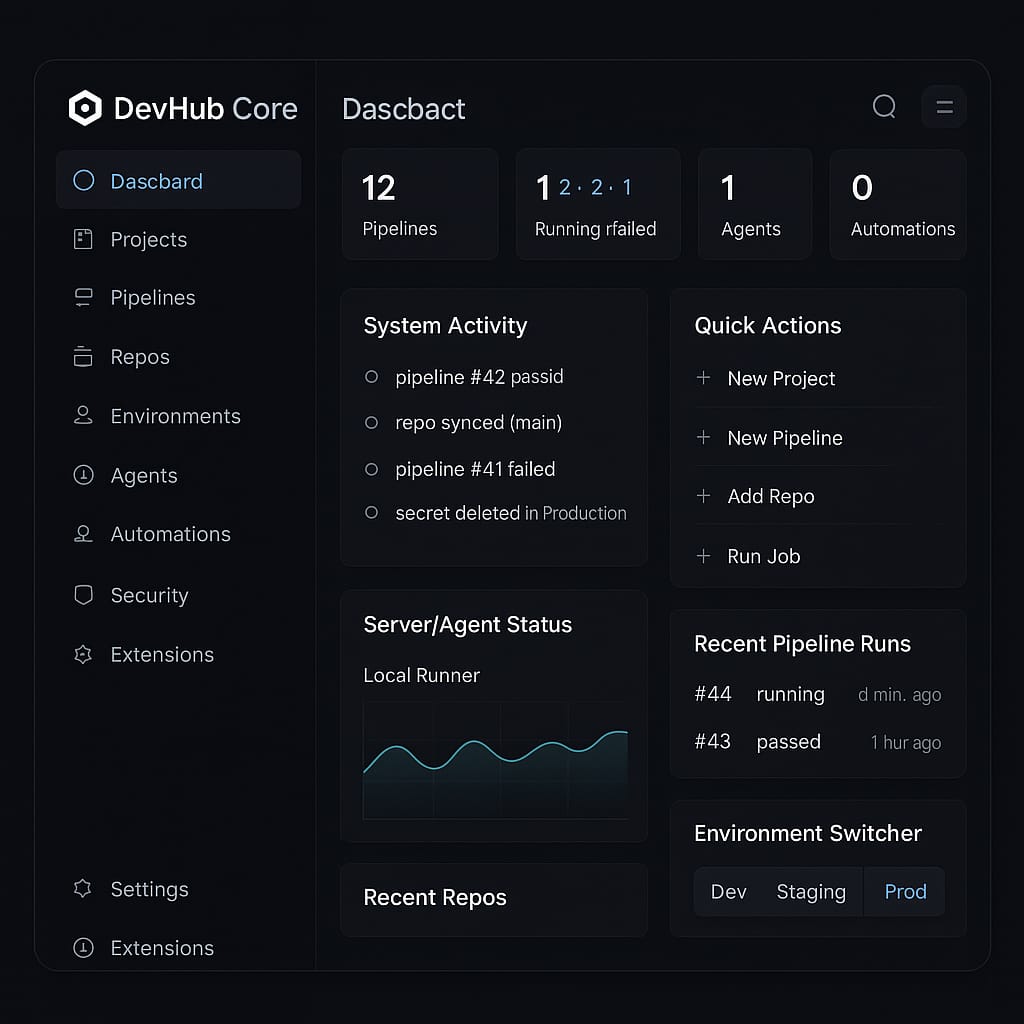 DevHub Core
Dascbard
Projects
Pipelines
Repos
Environments
Agents
Automations
Security
Extensions
Settings
Extensions
Dascbact
12
Pipelines
1 2 · 2 · 1
Running rfailed
1
Agents
0
Automations
System Activity
pipeline #42 passid
repo synced (main)
pipeline #41 failed
secret deleted in Production
Server/Agent Status
Local Runner
Recent Repos
Quick Actions
+ New Project
+ New Pipeline
+ Add Repo
+ Run Job
Recent Pipeline Runs
#44 running d min. ago
#43 passed 1 hur ago
Environment Switcher
Dev Staging Prod